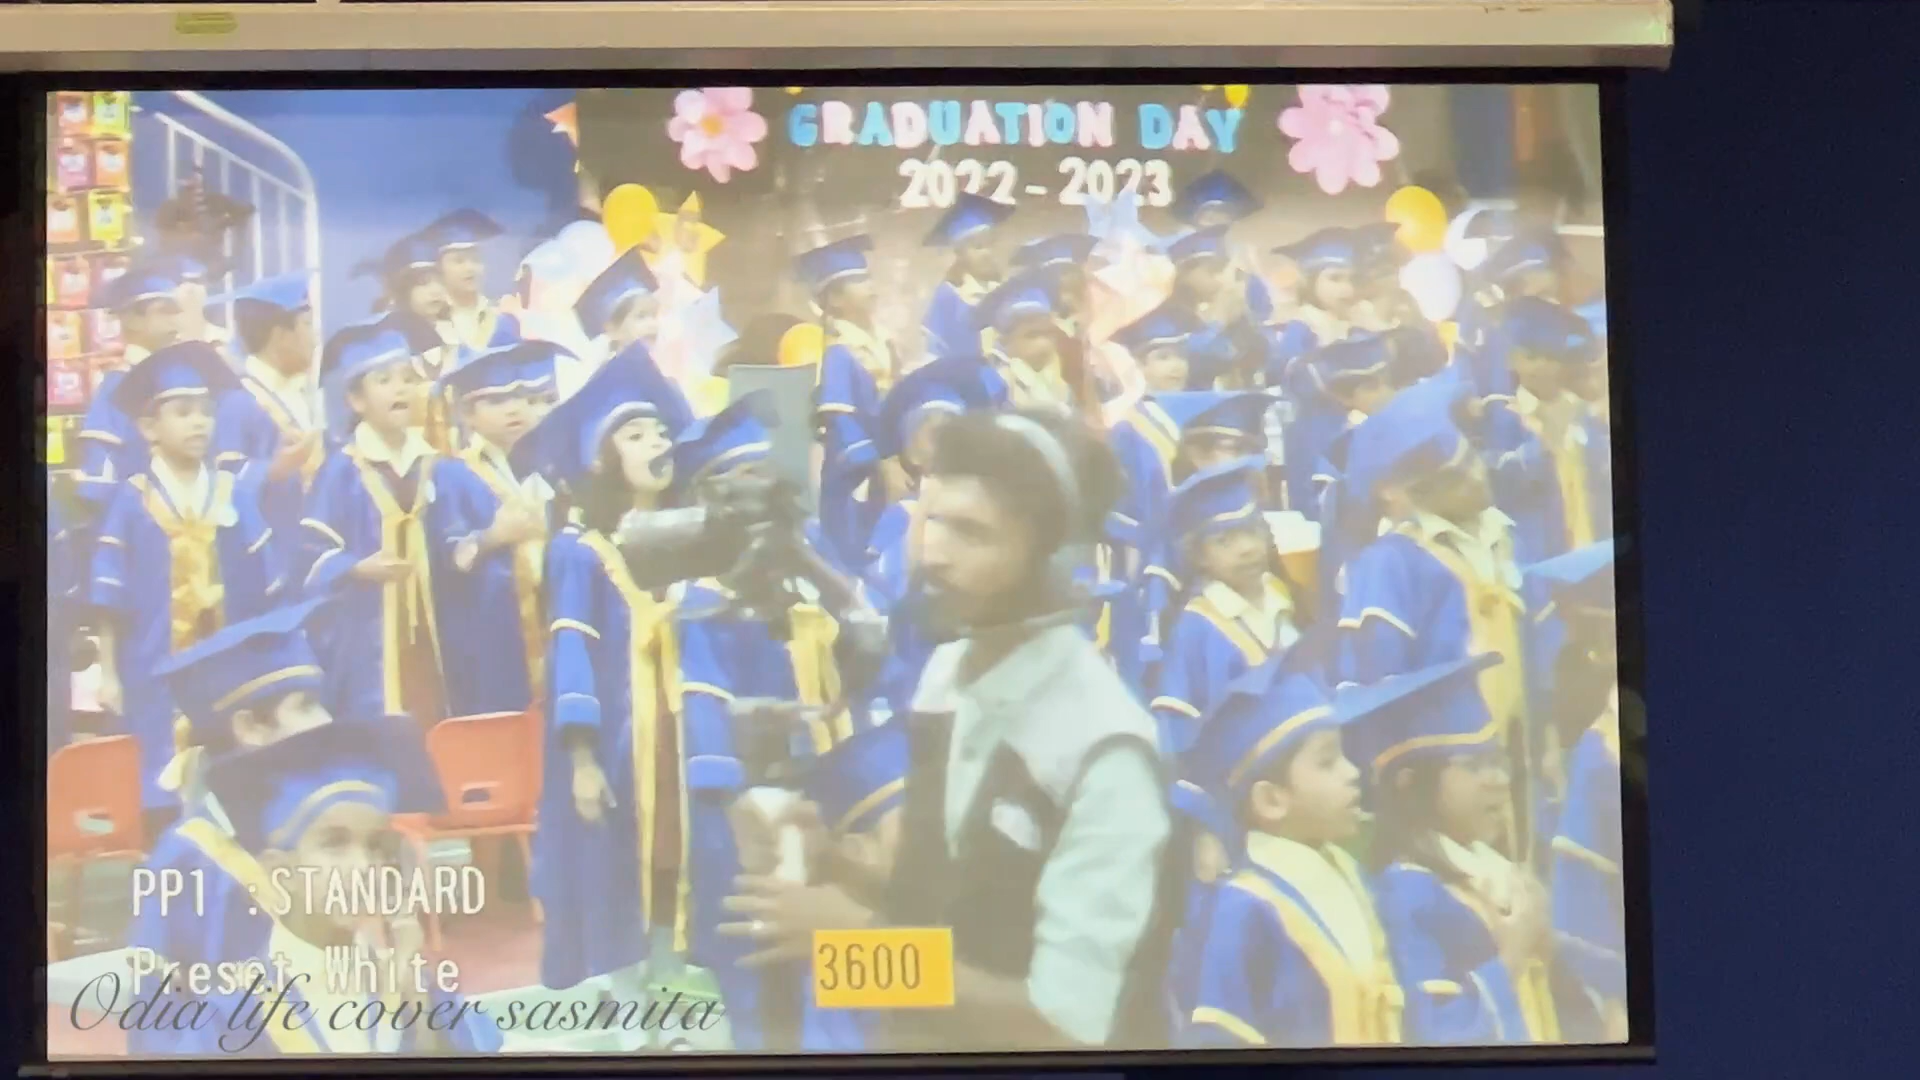 GRADUATION DAY
2022-2023
PP1 :STANDARD
Preset White
3600
Odia life cover sasmita